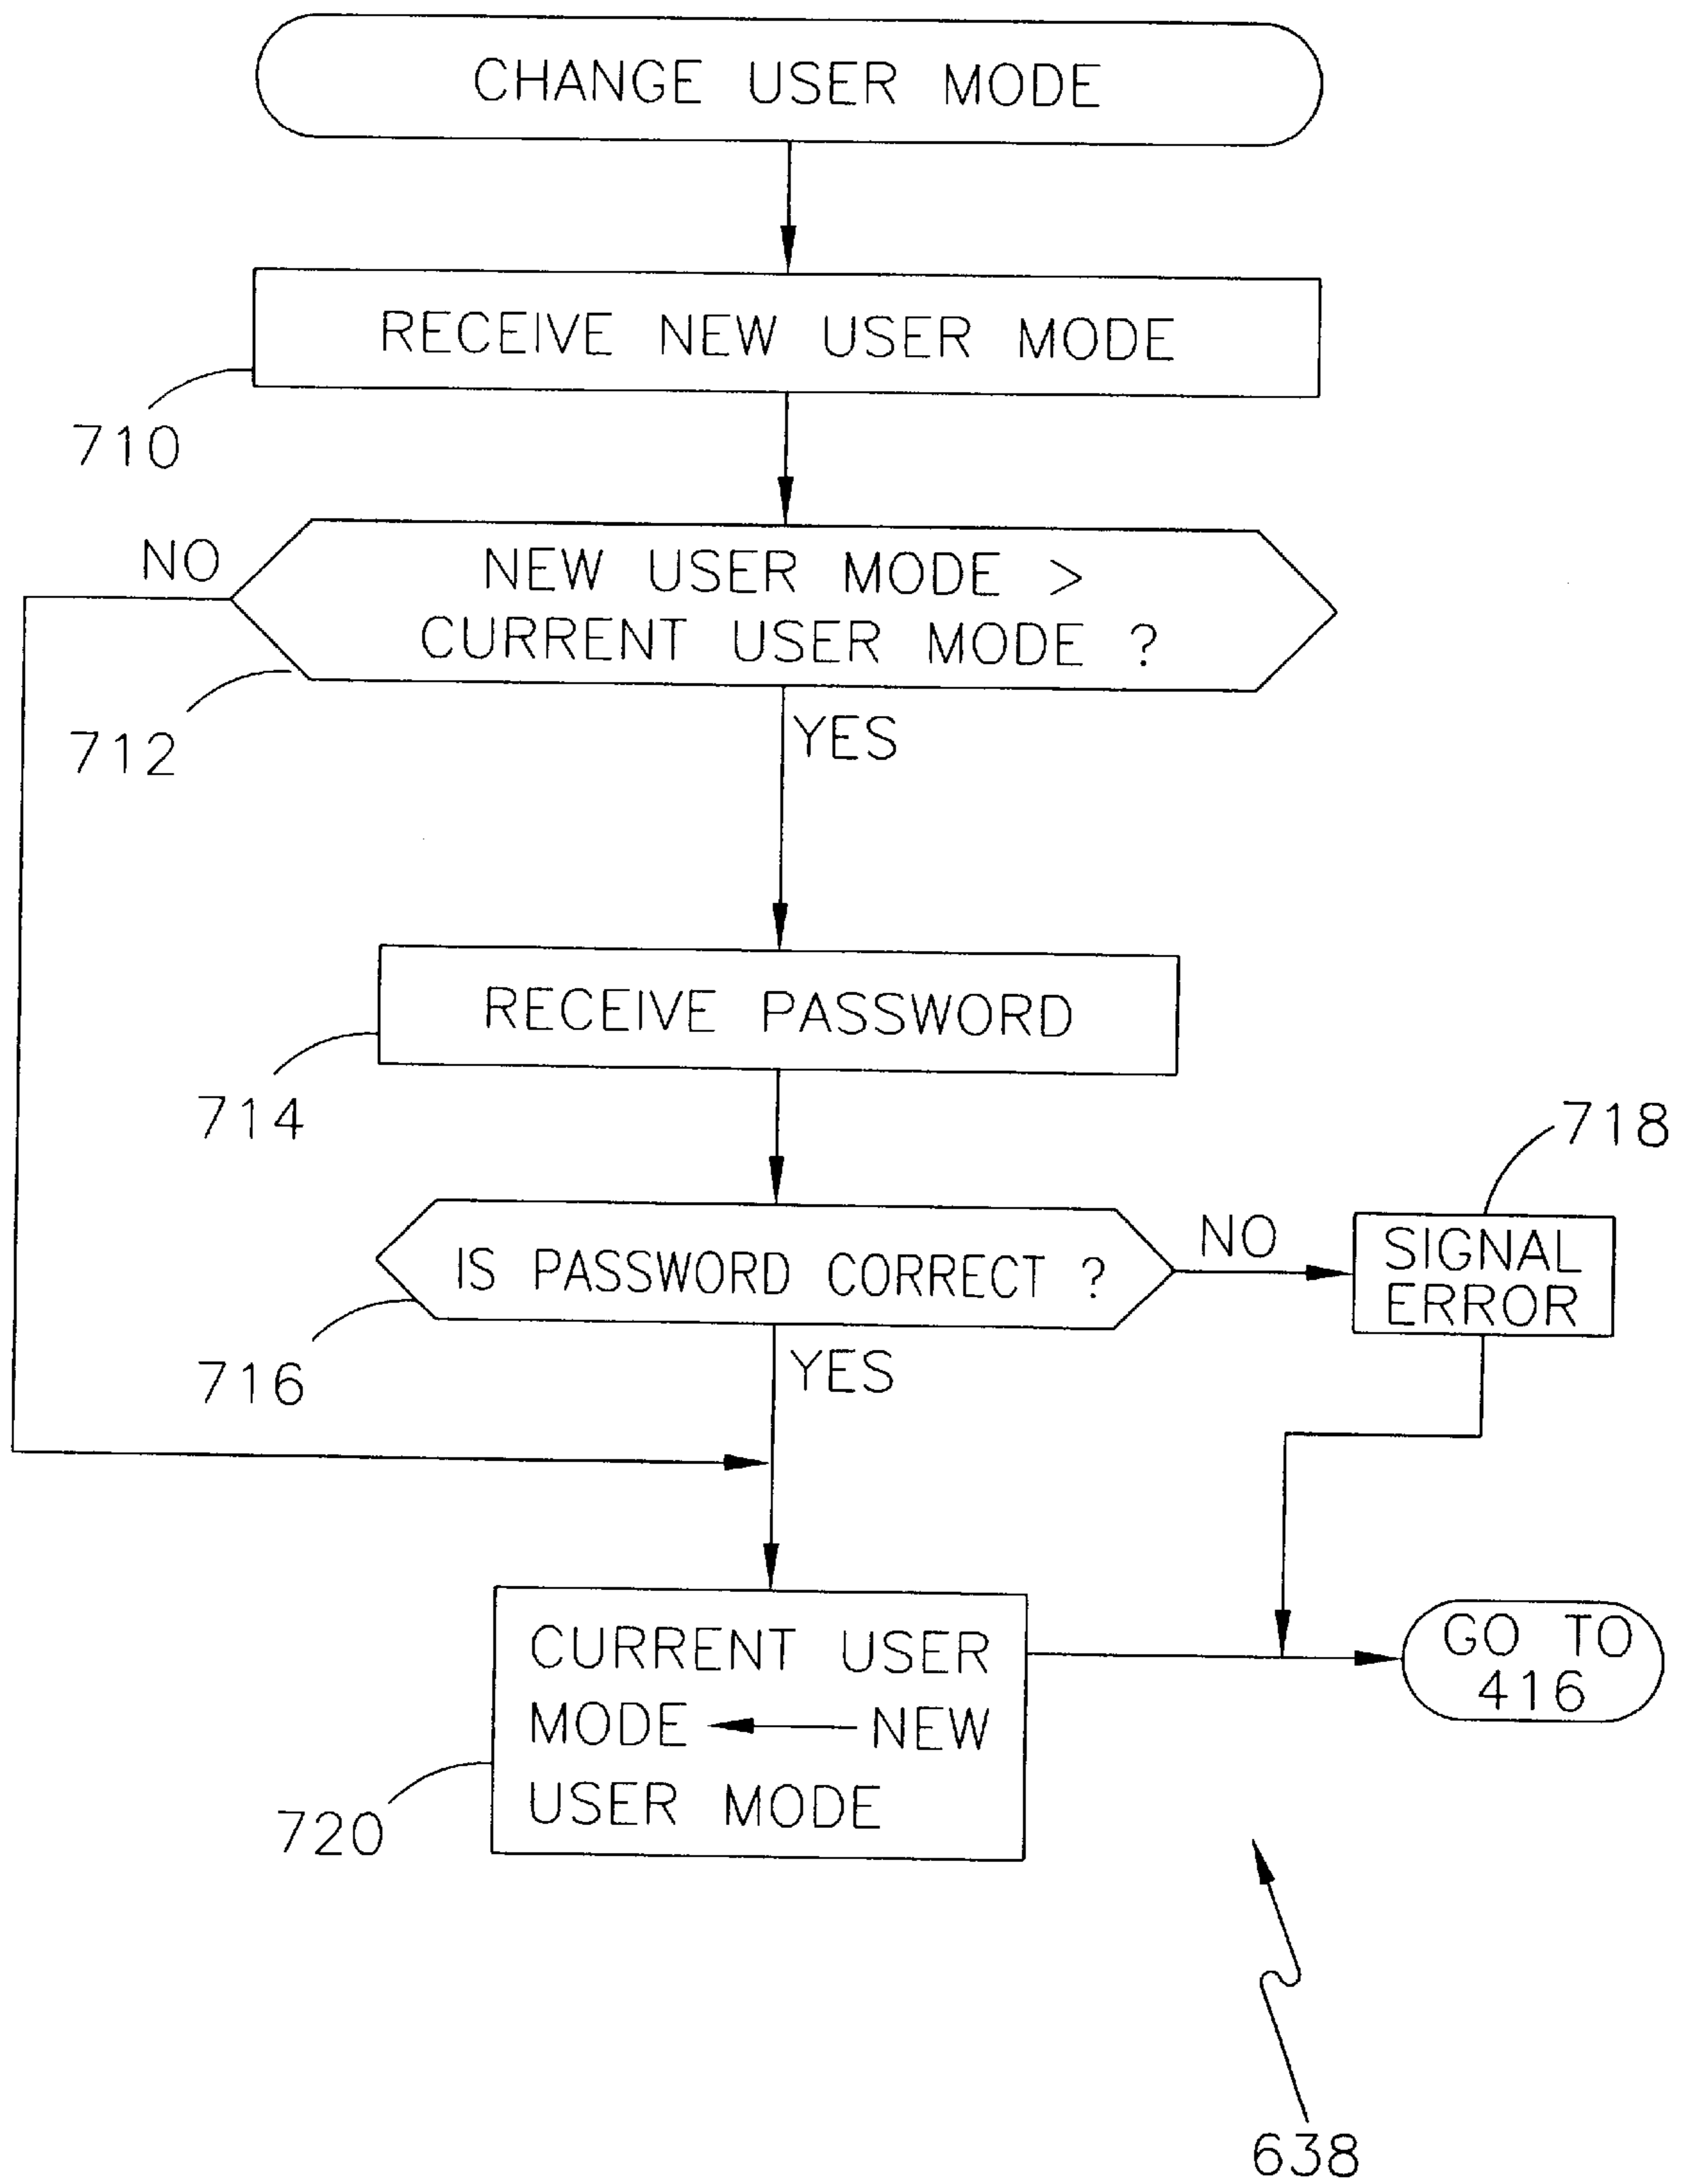 CHANGE USER MODE
RECEIVE NEW USER MODE
710
NO
NEW USER MODE >
CURRENT USER MODE ?
712
YES
RECEIVE PASSWORD
714
718
IS PASSWORD CORRECT ?
NO
SIGNAL
ERROR
716
YES
CURRENT USER
MODE ← NEW
USER MODE
720
GO TO
416
638